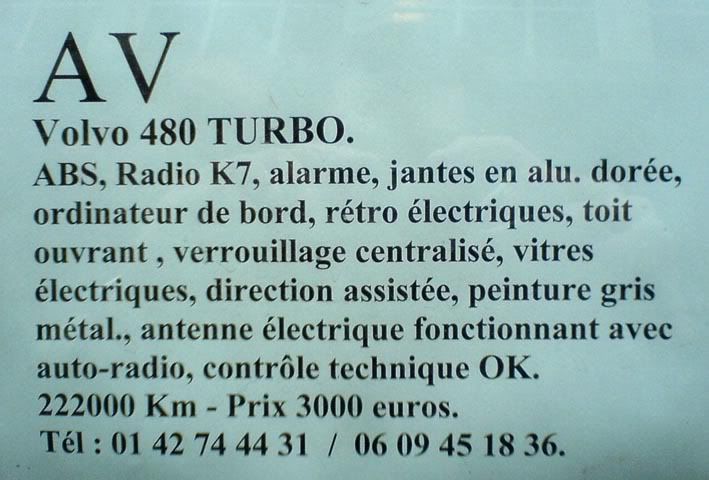 AV
Volvo 480 TURBO.
ABS, Radio K7, alarme, jantes en alu. dorée,
ordinateur de bord, rétro électriques, toit
ouvrant , verrouillage centralisé, vitres
électriques, direction assistée, peinture gris
métal., antenne électrique fonctionnant avec
auto-radio, contrôle technique OK.
222000 Km - Prix 3000 euros.
Tél : 01 42 74 44 31 / 06 09 45 18 36.